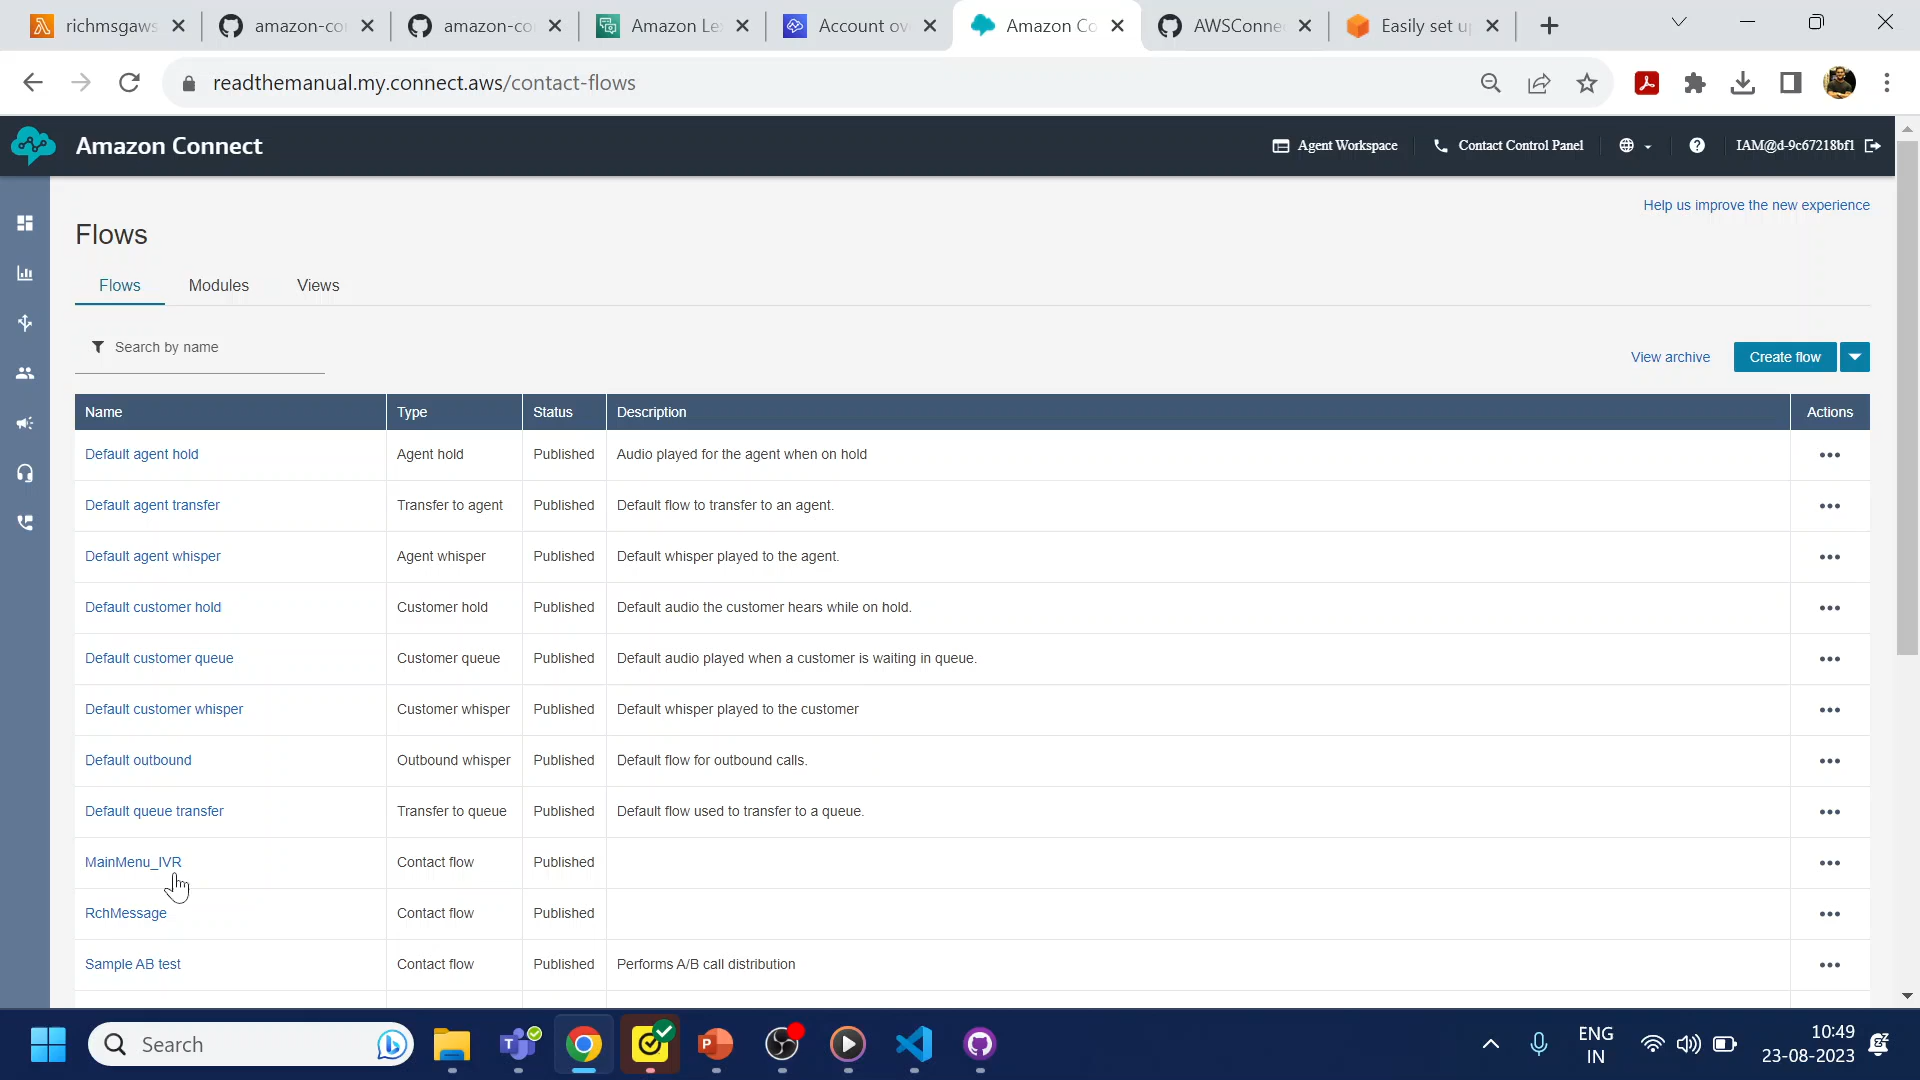 richmsgaws
amazon-co
amazon-co
Amazon Le
Account ov
Amazon Co
AWSConne
Easily set u
readthemanual.my.connect.aws/contact-flows
Amazon Connect
Agent Workspace
Contact Control Panel
IAM@d-9c67218bf1
Help us improve the new experience
Flows
Flows Modules Views
Search by name
View archive
Create flow
Name Type Status Description Actions
Default agent hold Agent hold Published Audio played for the agent when on hold
Default agent transfer Transfer to agent Published Default flow to transfer to an agent.
Default agent whisper Agent whisper Published Default whisper played to the agent.
Default customer hold Customer hold Published Default audio the customer hears while on hold.
Default customer queue Customer queue Published Default audio played when a customer is waiting in queue.
Default customer whisper Customer whisper Published Default whisper played to the customer
Default outbound Outbound whisper Published Default flow for outbound calls.
Default queue transfer Transfer to queue Published Default flow used to transfer to a queue.
MainMenu_IVR Contact flow Published
RchMessage Contact flow Published
Sample AB test Contact flow Published Performs A/B call distribution
Search
ENG
IN
10:49
23-08-2023